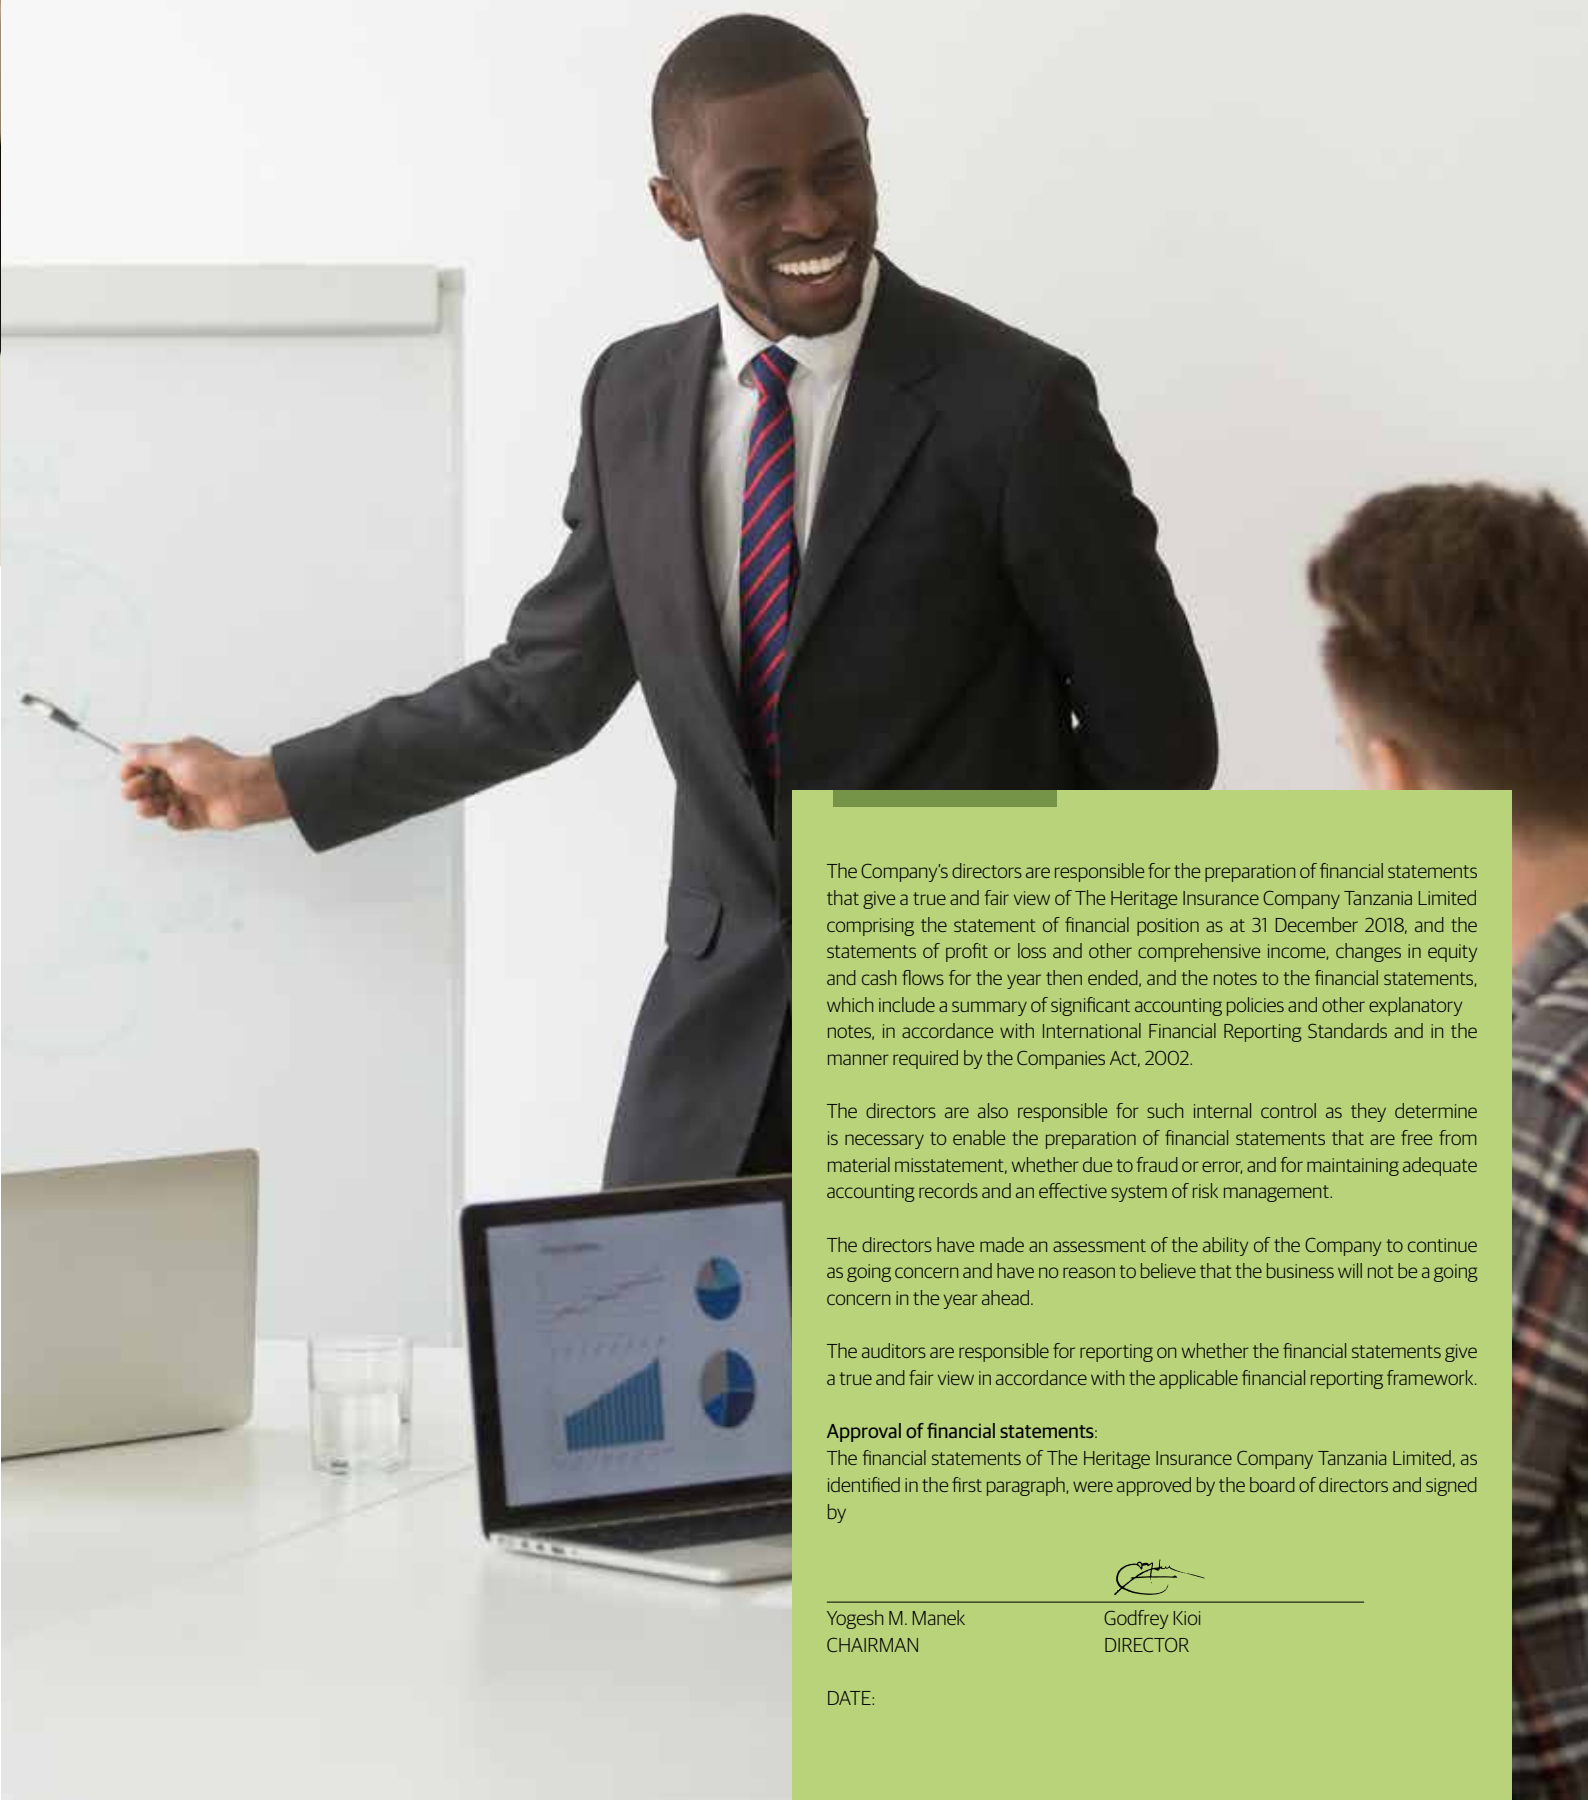 The Company's directors are responsible for the preparation of financial statements
that give a true and fair view of The Heritage Insurance Company Tanzania Limited
comprising the statement of financial position as at 31 December 2018, and the
statements of profit or loss and other comprehensive income, changes in equity
and cash flows for the year then ended, and the notes to the financial statements,
which include a summary of significant accounting policies and other explanatory
notes, in accordance with International Financial Reporting Standards and in the
manner required by the Companies Act, 2002.
The directors are also responsible for such internal control as they determine
is necessary to enable the preparation of financial statements that are free from
material misstatement, whether due to fraud or error, and for maintaining adequate
accounting records and an effective system of risk management.
The directors have made an assessment of the ability of the Company to continue
as going concern and have no reason to believe that the business will not be a going
concern in the year ahead.
The auditors are responsible for reporting on whether the financial statements give
a true and fair view in accordance with the applicable financial reporting framework.
Approval of financial statements:
The financial statements of The Heritage Insurance Company Tanzania Limited, as
identified in the first paragraph, were approved by the board of directors and signed
by
Yogesh M. Manek Godfrey Kioi
CHAIRMAN DIRECTOR
DATE: